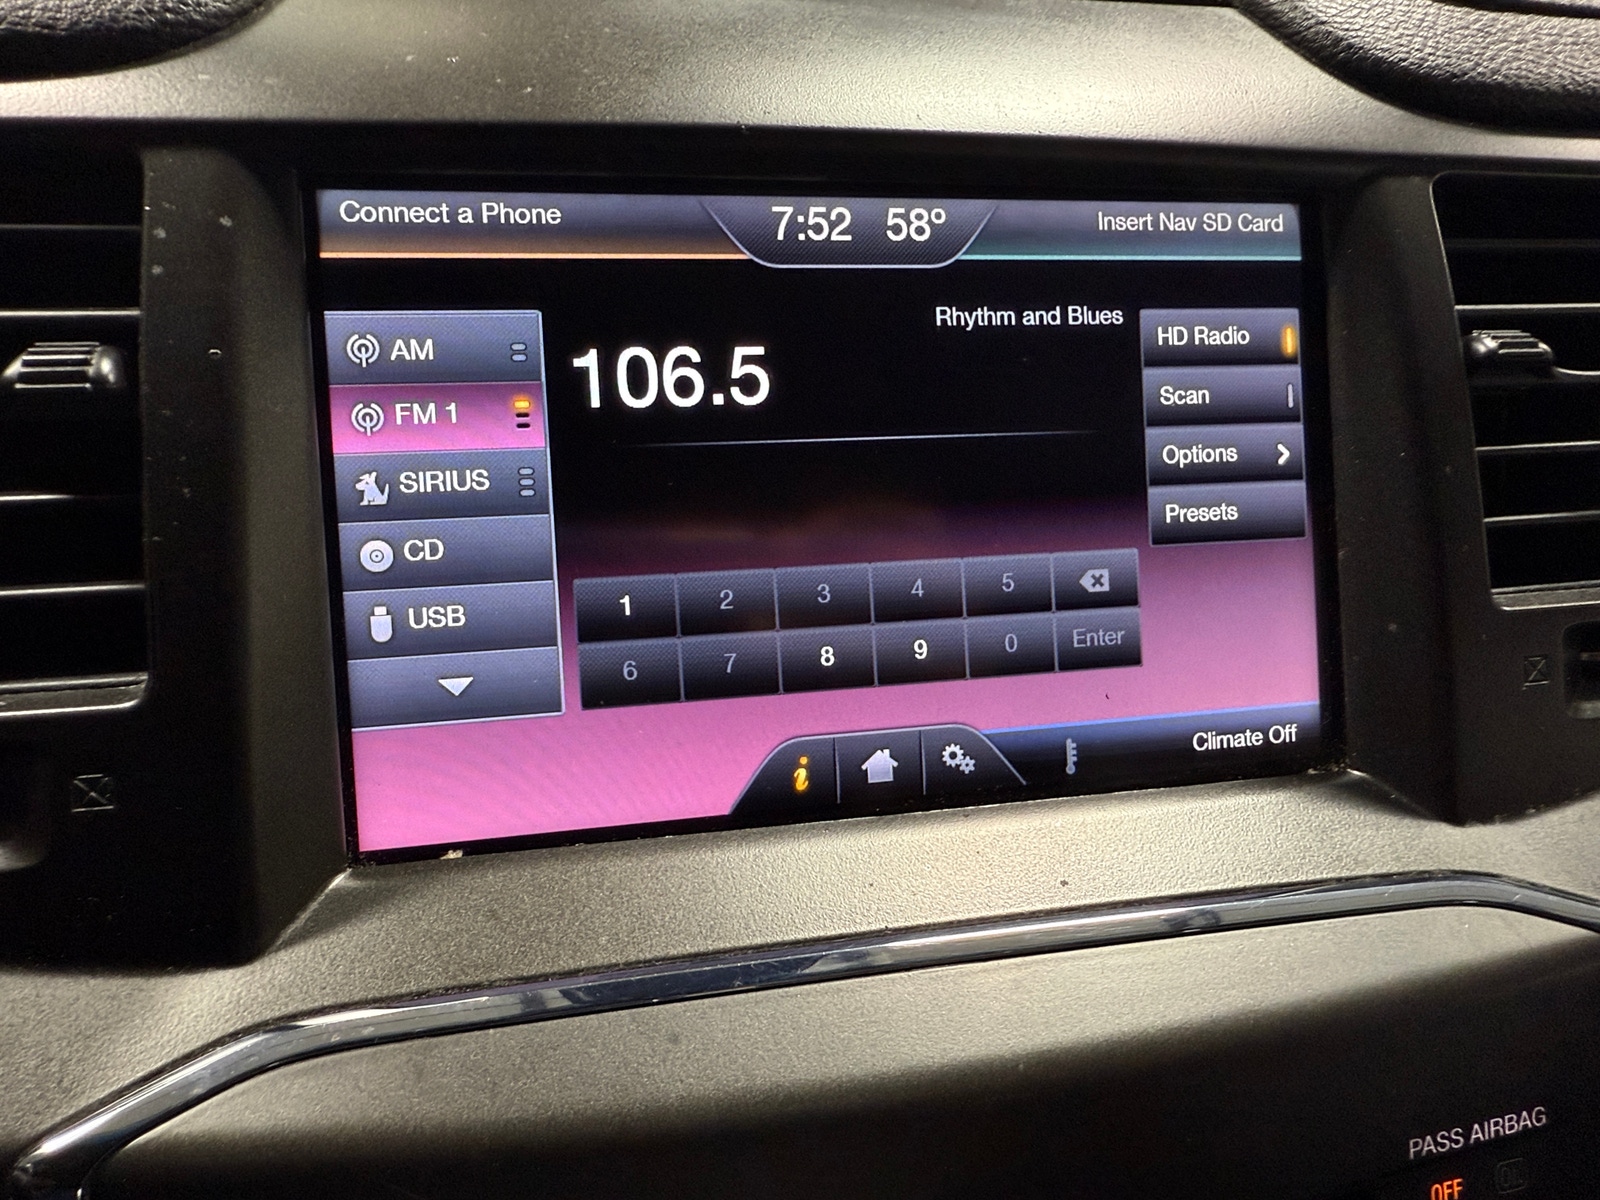 Connect a Phone
7:52 58°
Insert Nav SD Card
AM
FM 1
SIRIUS
CD
USB
Rhythm and Blues
106.5
HD Radio
Scan
Options
Presets
1 2 3 4 5
6 7 8 9 0 Enter
i
Climate Off
PASS AIRBAG
OFF